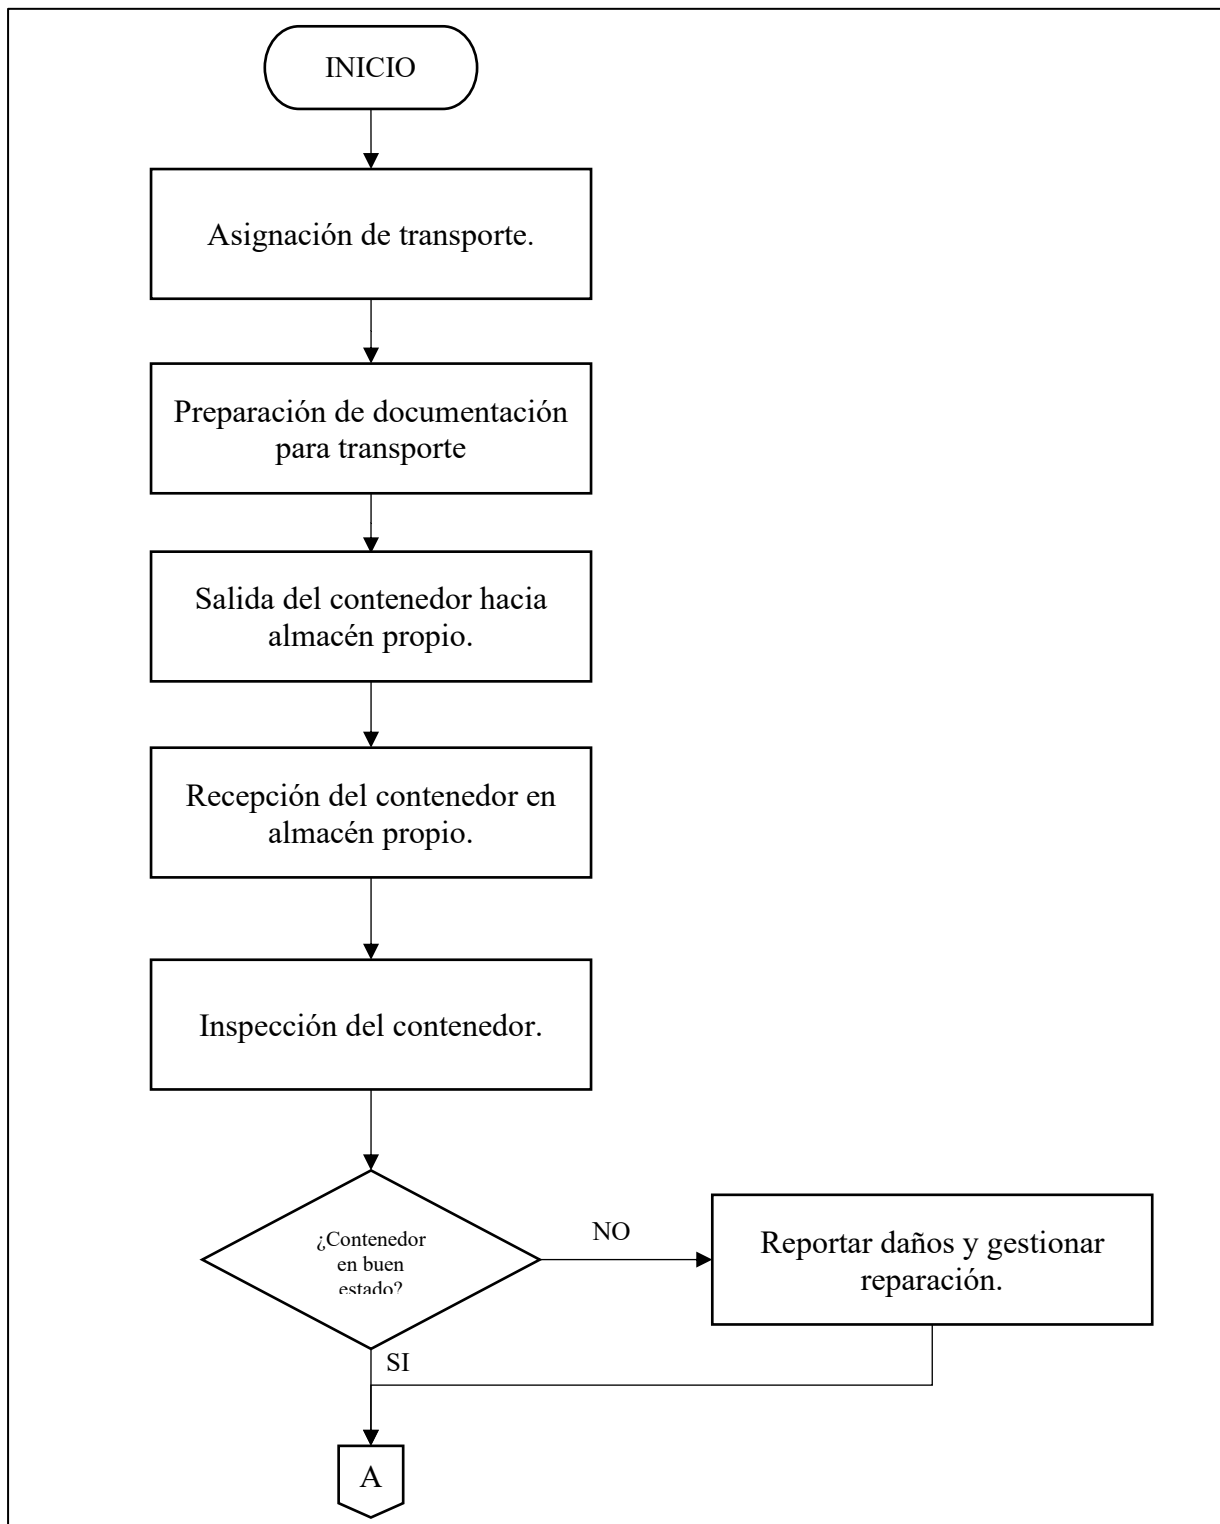 INICIO
Asignación de transporte.
Preparación de documentación
para transporte
Salida del contenedor hacia
almacén propio.
Recepción del contenedor en
almacén propio.
Inspección del contenedor.
¿Contenedor
en buen
estado?
NO
Reportar daños y gestionar
reparación.
SI
A